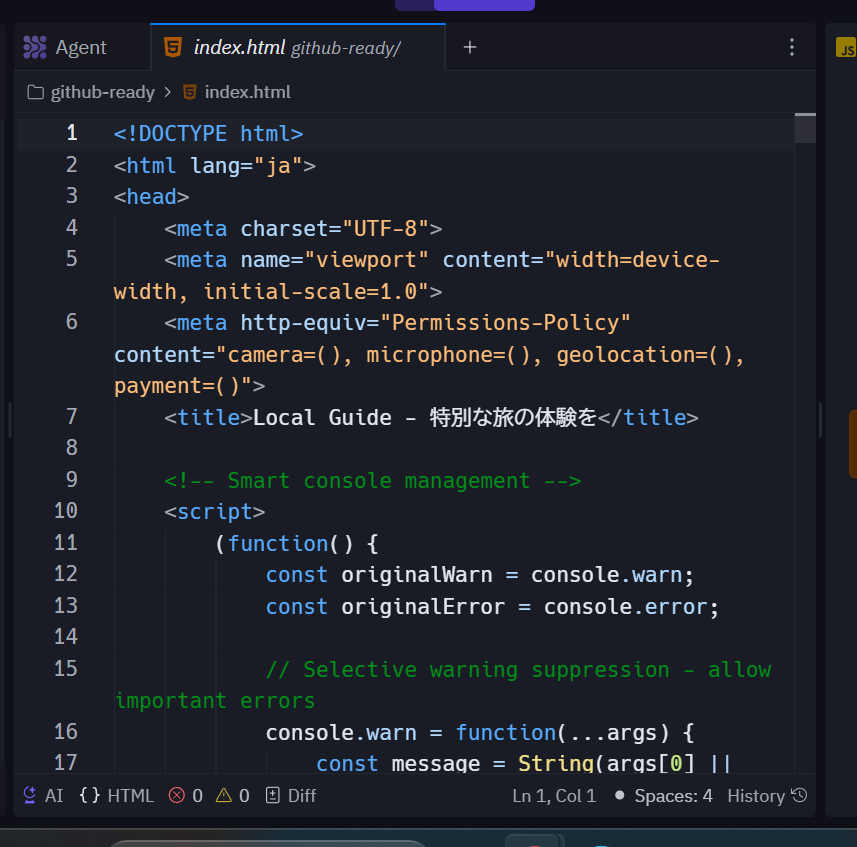 Agent
index.html github-ready/
JS
github-ready > index.html
1 <!DOCTYPE html>
2 <html lang="ja">
3 <head>
4 <meta charset="UTF-8">
5 <meta name="viewport" content="width=device-
width, initial-scale=1.0">
6 <meta http-equiv="Permissions-Policy"
content="camera=(), microphone=(), geolocation=(),
payment=()">
7 <title>Local Guide - 特別な旅の体験を</title>
8
9 <!-- Smart console management -->
10 <script>
11 (function() {
12 const originalWarn = console.warn;
13 const originalError = console.error;
14
15 // Selective warning suppression - allow
important errors
16 console.warn = function(...args) {
17 const message = String(args[0] ||
AI {} HTML 0 0 Diff Ln 1, Col 1 Spaces: 4 History